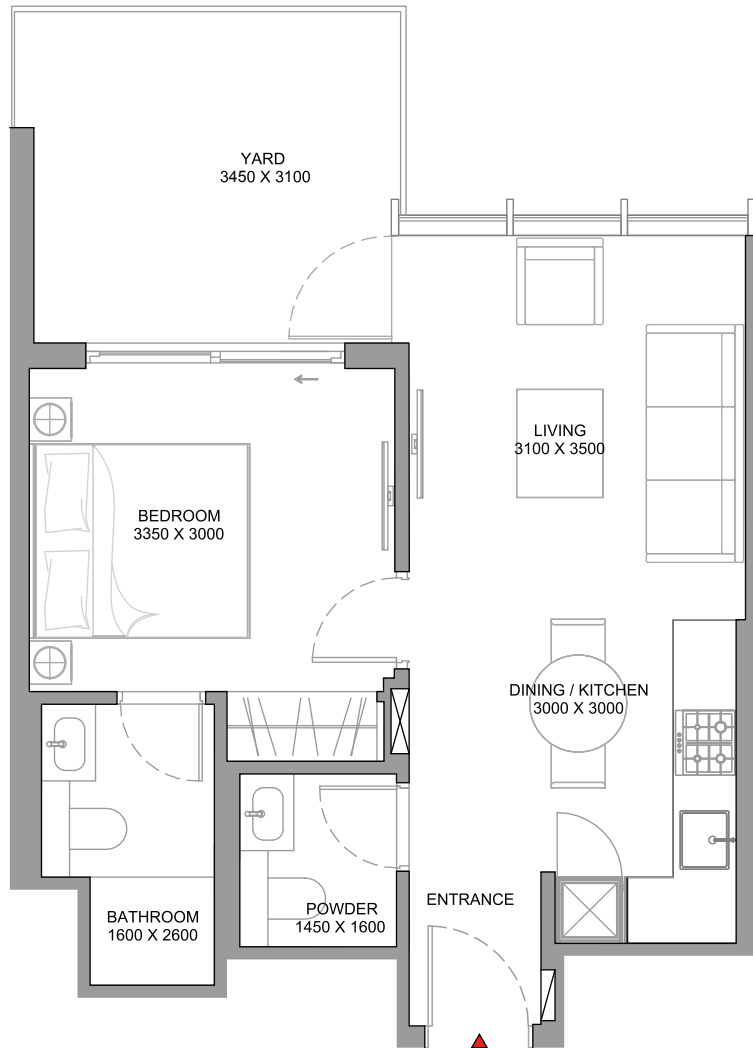 YARD
3450 X 3100
LIVING
3100 X 3500
BEDROOM
3350 X 3000
DINING / KITCHEN
3000 X 3000
ENTRANCE
POWDER
1450 X 1600
BATHROOM
1600 X 2600